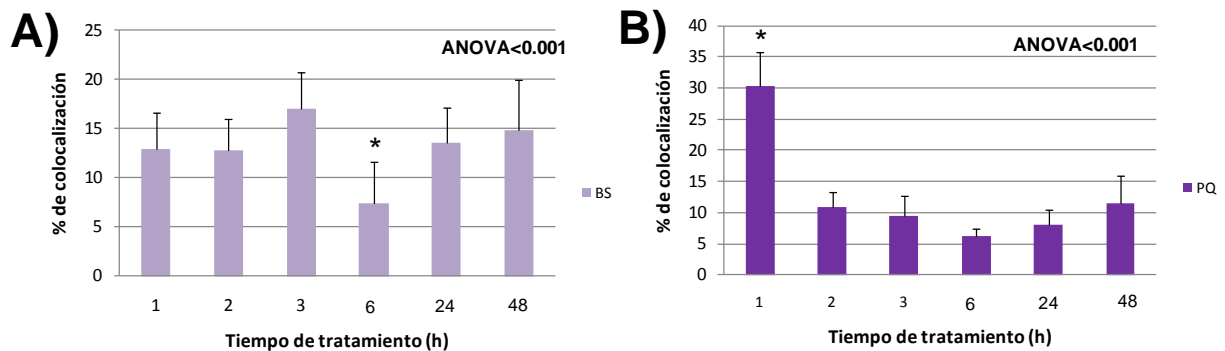 A)
ANOVA<0.001
% de colocalización
25
20
15
10
5
0
*
1 2 3 6 24 48
Tiempo de tratamiento (h)
BS
B)
ANOVA<0.001
% de colocalización
40
35
30
25
20
15
10
5
0
*
1 2 3 6 24 48
Tiempo de tratamiento (h)
PQ